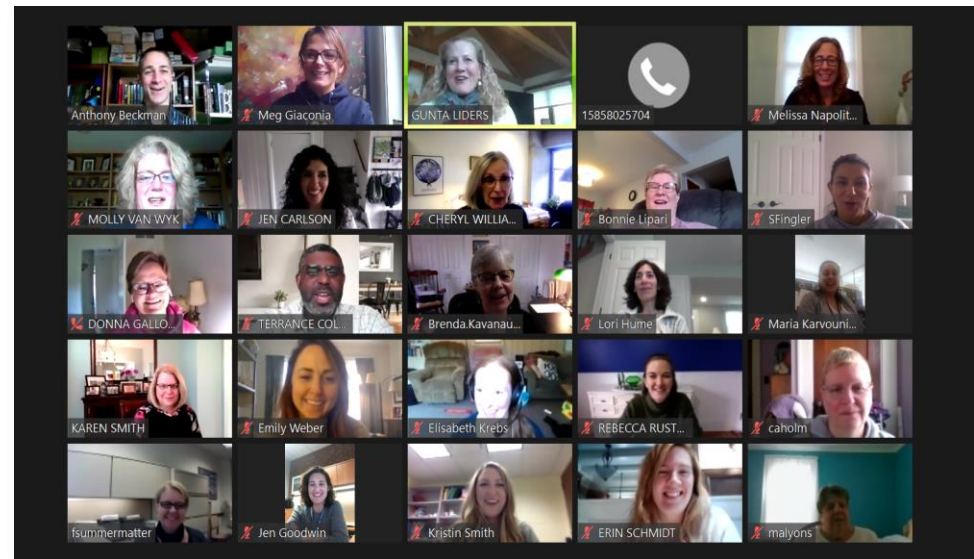 Anthony Beckman
Meg Giaconia
GUNTA LIDERS
15858025704
Melissa Napolit...
MOLLY VAN WYK
JEN CARLSON
CHERYL WILLIA...
Bonnie Lipari
SFingler
DONNA GALLO...
TERRANCE COL...
Brenda.Kavanau...
Lori Hume
Maria Karvouni...
KAREN SMITH
Emily Weber
Elisabeth Krebs
REBECCA RUST...
caholm
fsummermatter
Jen Goodwin
Kristin Smith
ERIN SCHMIDT
malyons